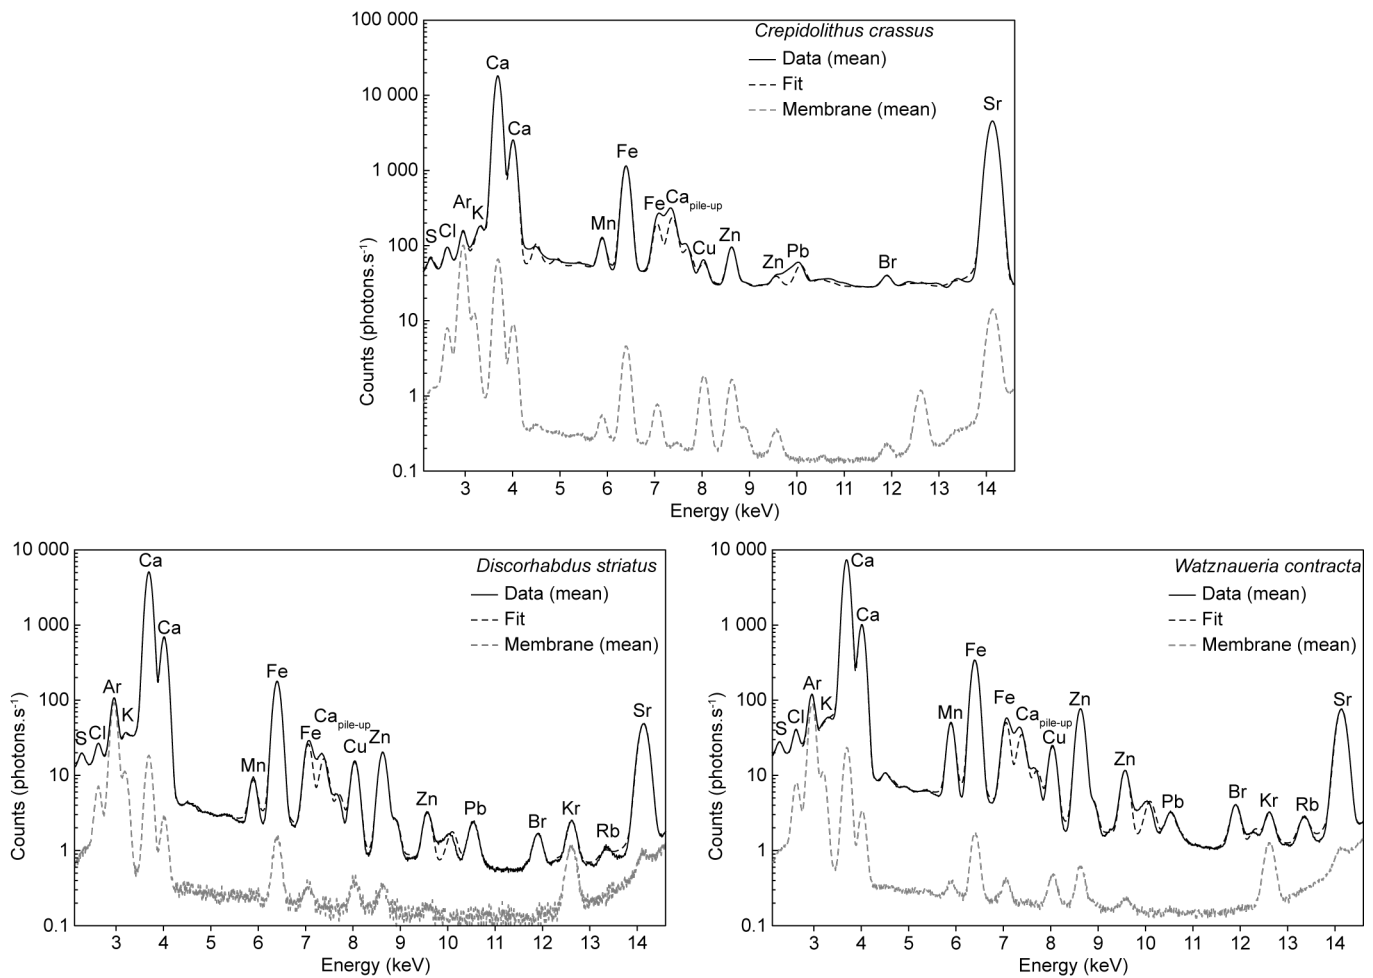 100 000
10 000
1 000
100
10
1
0.1
Counts (photons.s⁻¹)
Crepidolithus crassus
Data (mean)
Fit
Membrane (mean)
S
Cl
Ar
K
Ca
Ca
Mn
Fe
Fe
Ca pile-up
Cu
Zn
Zn
Pb
Br
Sr
3 4 5 6 7 8 9 10 11 12 13 14
Energy (keV)
10 000
1 000
100
10
1
0.1
Counts (photons.s⁻¹)
Discorhabdus striatus
Data (mean)
Fit
Membrane (mean)
S
Cl
Ar
K
Ca
Ca
Mn
Fe
Fe
Ca pile-up
Cu
Zn
Zn
Pb
Br
Kr
Rb
Sr
3 4 5 6 7 8 9 10 11 12 13 14
Energy (keV)
10 000
1 000
100
10
1
0.1
Counts (photons.s⁻¹)
Watznaueria contracta
Data (mean)
Fit
Membrane (mean)
S
Cl
Ar
K
Ca
Ca
Mn
Fe
Fe
Ca pile-up
Cu
Zn
Zn
Pb
Br
Kr
Rb
Sr
3 4 5 6 7 8 9 10 11 12 13 14
Energy (keV)